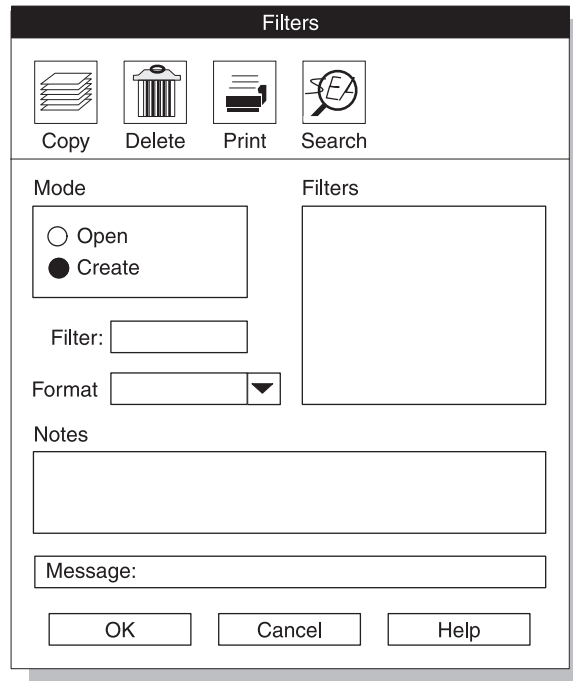 Filters
Copy Delete Print Search
Mode
Open
Create
Filter:
Format
Filters
Notes
Message:
OK Cancel Help